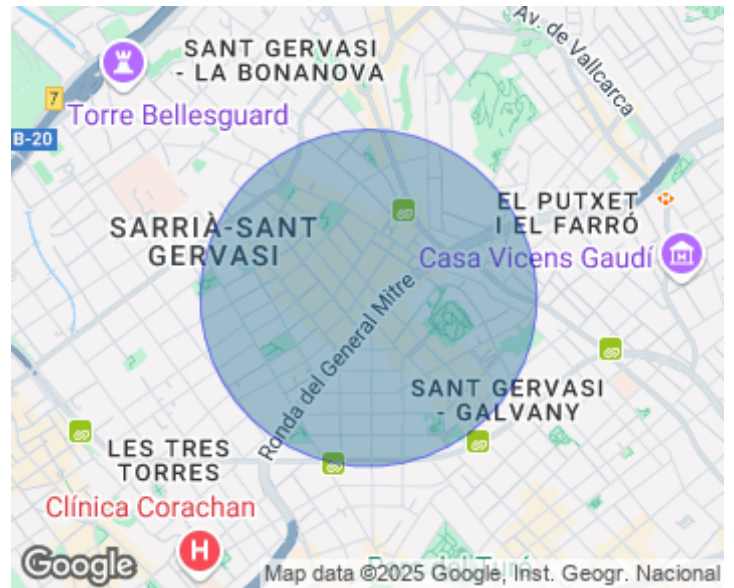 Av. de Vallcarca
SANT GERVASI
- LA BONANOVA
7
Torre Bellesguard
B-20
EL PUTXET
I EL FARRÓ
SARRIÀ-SANT
GERVASI
Casa Vicens Gaudí
Ronda del General Mitre
SANT GERVASI
- GALVANY
LES TRES
TORRES
Clínica Corachan
H
Google
Map data ©2025 Google, Inst. Geogr. Nacional